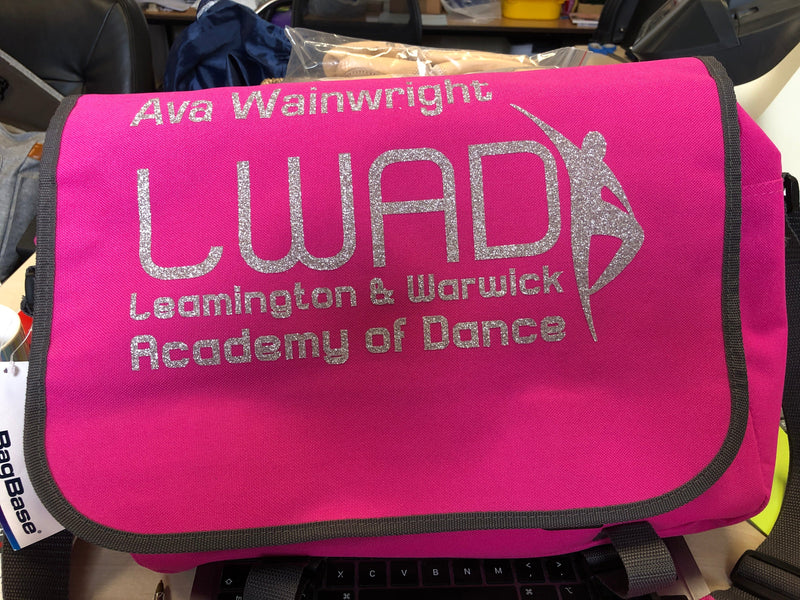 Ava Wainwright
LWAD
Leamington & Warwick
Academy of Dance
BagBase®
X C V B N M < >
⌘ ⌘ ⌥